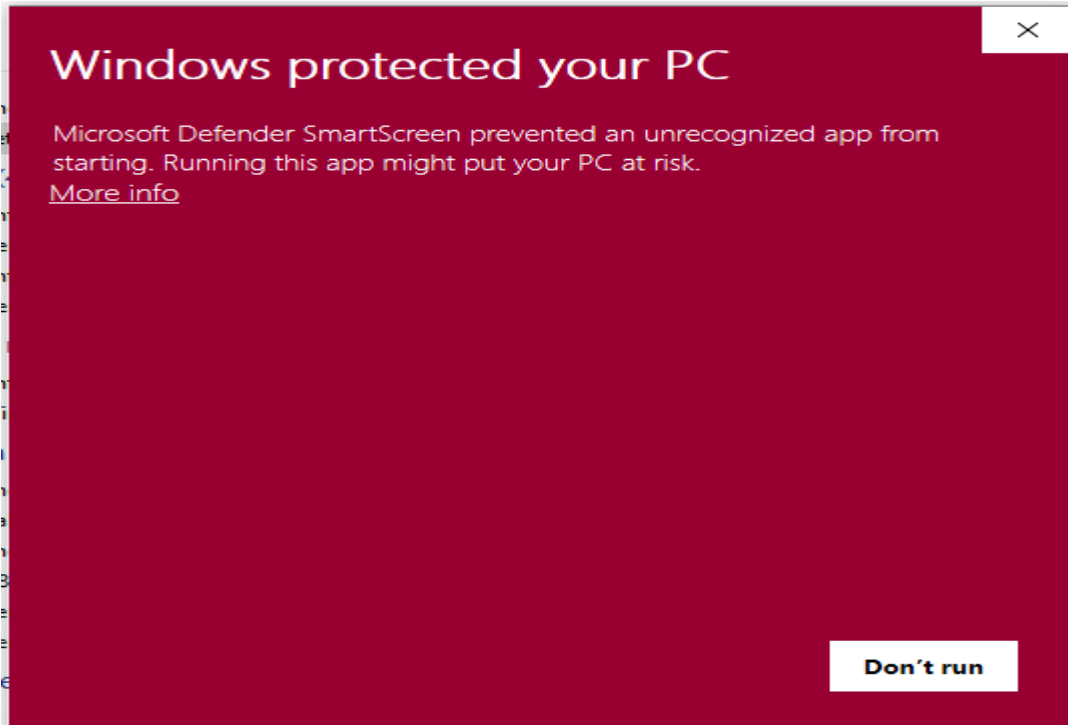 Windows protected your PC
Microsoft Defender SmartScreen prevented an unrecognized app from
starting. Running this app might put your PC at risk.
More info
Don't run